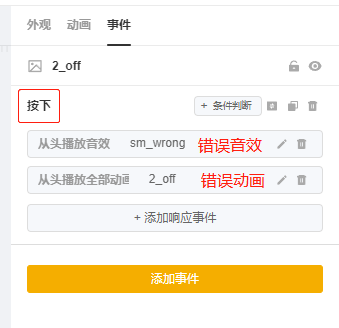 外观 动画 事件
2_off
按下 + 条件判断
从头播放音效 sm_wrong 错误音效
从头播放全部动画 2_off 错误动画
+ 添加响应事件
添加事件